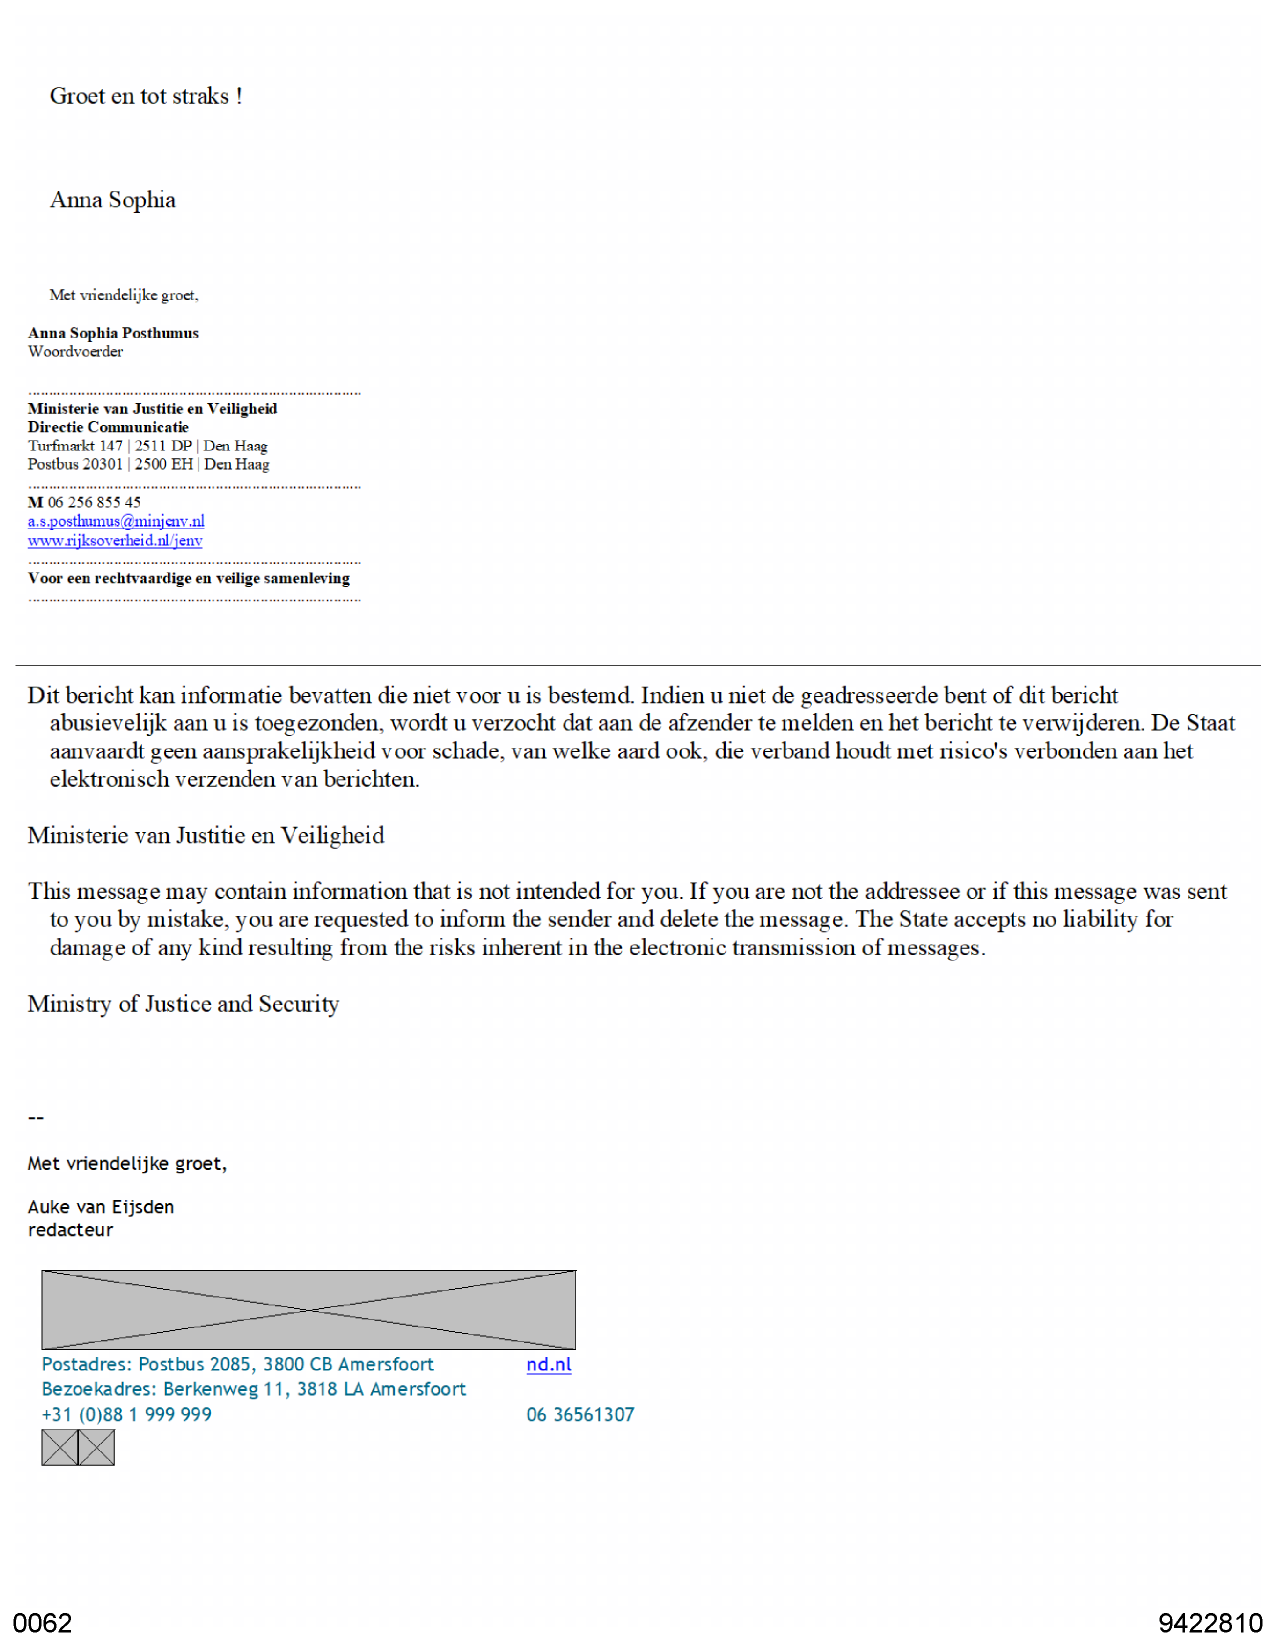 Groet en tot straks !
Anna Sophia
Met vriendelijke groet,
Anna Sophia Posthumus
Woordvoerder
........................................................................................
Ministerie van Justitie en Veiligheid
Directie Communicatie
Turfmarkt 147 | 2511 DP | Den Haag
Postbus 20301 | 2500 EH | Den Haag
........................................................................................
M 06 256 855 45
a.s.posthumus@minjenv.nl
www.rijksoverheid.nl/jenv
........................................................................................
Voor een rechtvaardige en veilige samenleving
........................................................................................
Dit bericht kan informatie bevatten die niet voor u is bestemd. Indien u niet de geadresseerde bent of dit bericht
abusievelijk aan u is toegezonden, wordt u verzocht dat aan de afzender te melden en het bericht te verwijderen. De Staat
aanvaardt geen aansprakelijkheid voor schade, van welke aard ook, die verband houdt met risico's verbonden aan het
elektronisch verzenden van berichten.
Ministerie van Justitie en Veiligheid
This message may contain information that is not intended for you. If you are not the addressee or if this message was sent
to you by mistake, you are requested to inform the sender and delete the message. The State accepts no liability for
damage of any kind resulting from the risks inherent in the electronic transmission of messages.
Ministry of Justice and Security
--
Met vriendelijke groet,
Auke van Eijsden
redacteur
Postadres: Postbus 2085, 3800 CB Amersfoort nd.nl
Bezoekadres: Berkenweg 11, 3818 LA Amersfoort
+31 (0)88 1 999 999 06 36561307
0062 9422810